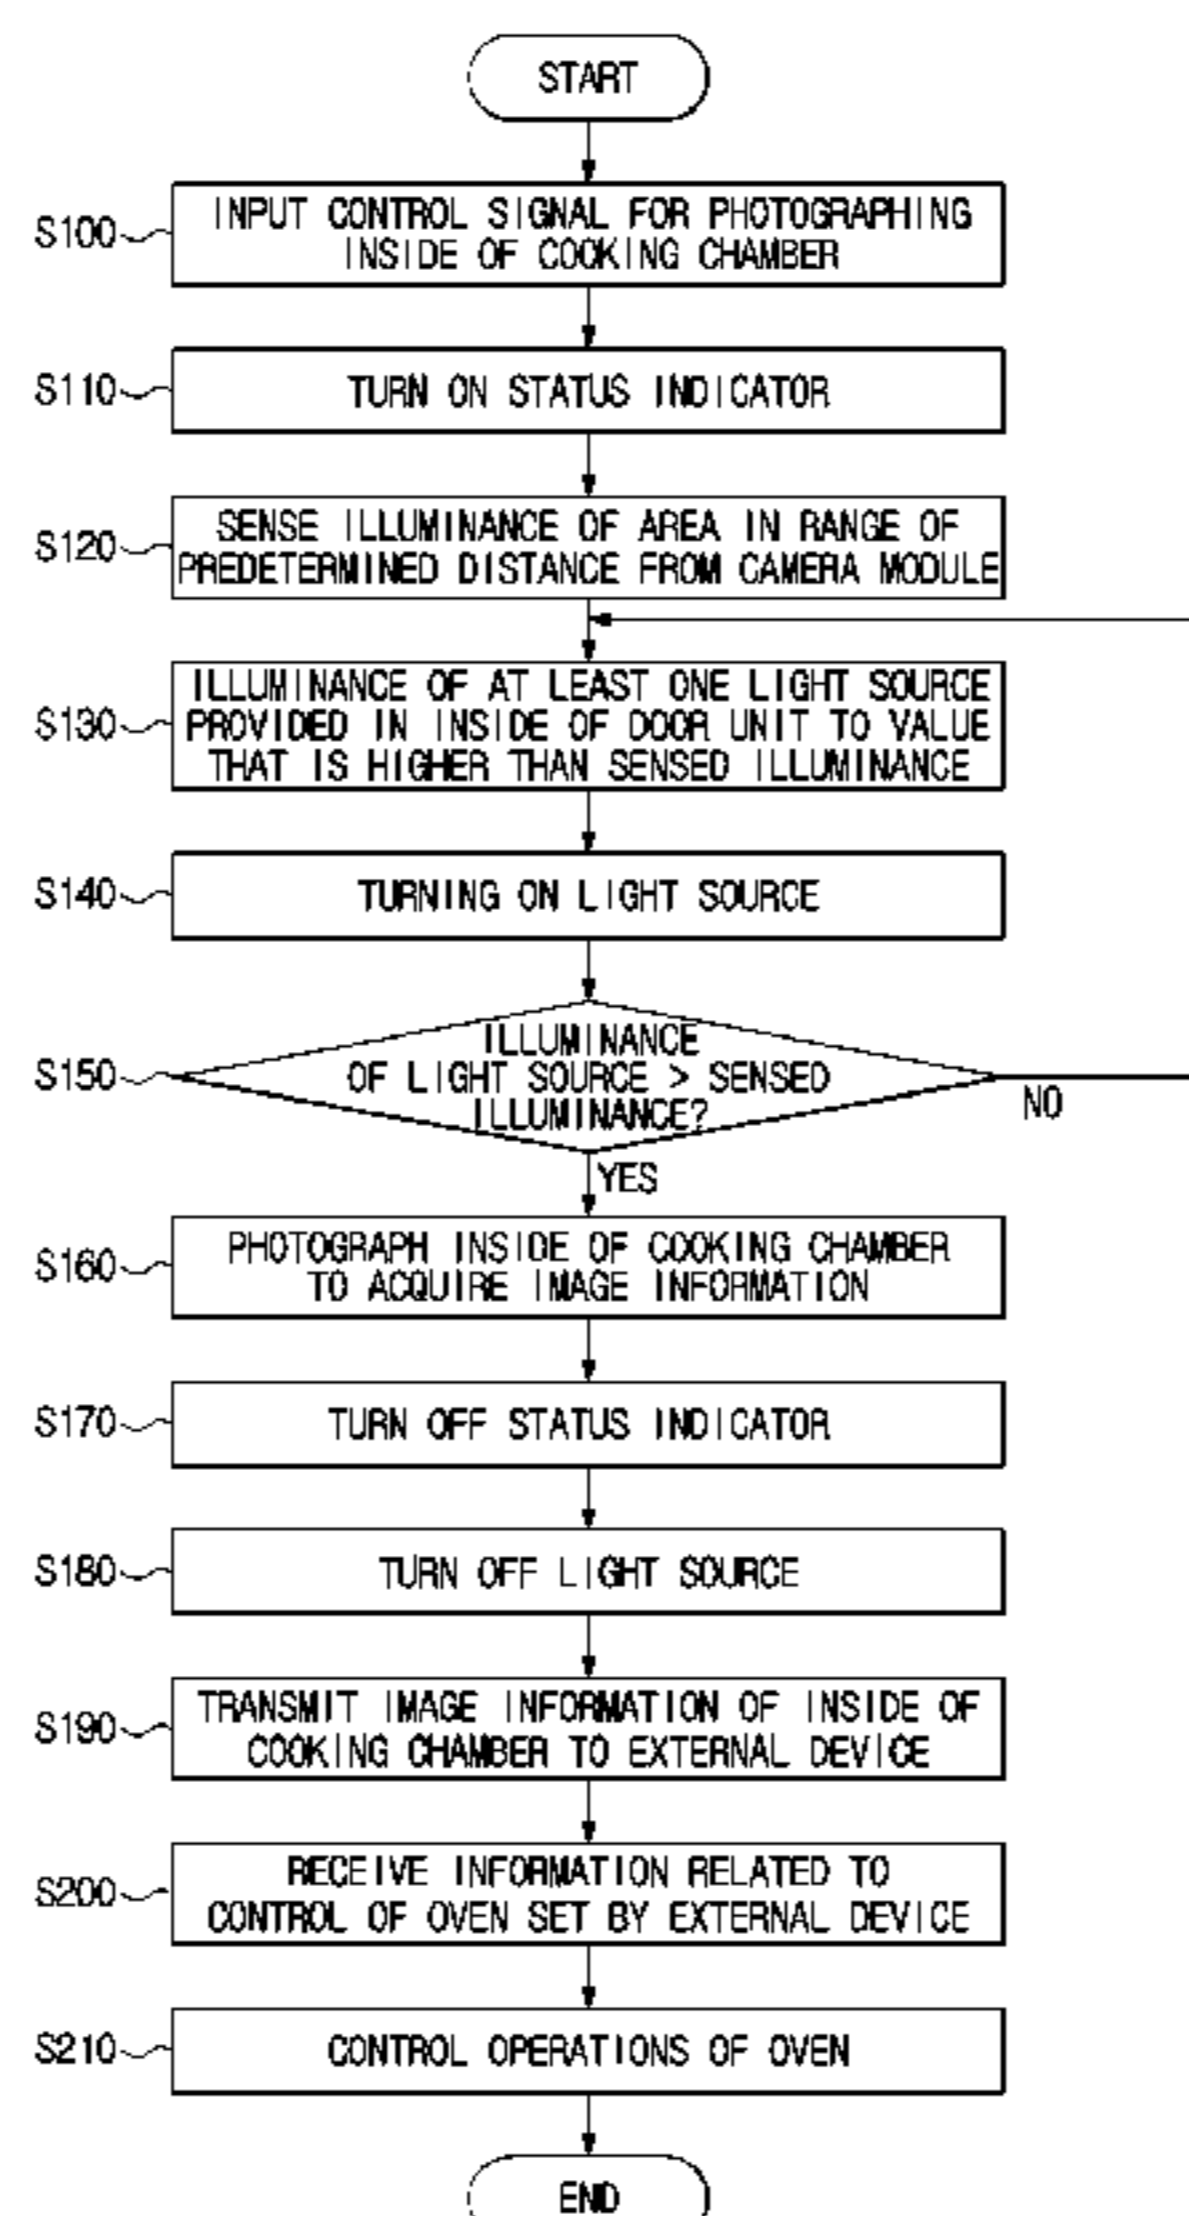 START
S100
INPUT CONTROL SIGNAL FOR PHOTOGRAPHING
INSIDE OF COOKING CHAMBER
S110
TURN ON STATUS INDICATOR
S120
SENSE ILLUMINANCE OF AREA IN RANGE OF
PREDETERMINED DISTANCE FROM CAMERA MODULE
S130
ILLUMINANCE OF AT LEAST ONE LIGHT SOURCE
PROVIDED IN INSIDE OF DOOR UNIT TO VALUE
THAT IS HIGHER THAN SENSED ILLUMINANCE
S140
TURNING ON LIGHT SOURCE
S150
ILLUMINANCE
OF LIGHT SOURCE > SENSED
ILLUMINANCE?
NO
YES
S160
PHOTOGRAPH INSIDE OF COOKING CHAMBER
TO ACQUIRE IMAGE INFORMATION
S170
TURN OFF STATUS INDICATOR
S180
TURN OFF LIGHT SOURCE
S190
TRANSMIT IMAGE INFORMATION OF INSIDE OF
COOKING CHAMBER TO EXTERNAL DEVICE
S200
RECEIVE INFORMATION RELATED TO
CONTROL OF OVEN SET BY EXTERNAL DEVICE
S210
CONTROL OPERATIONS OF OVEN
END